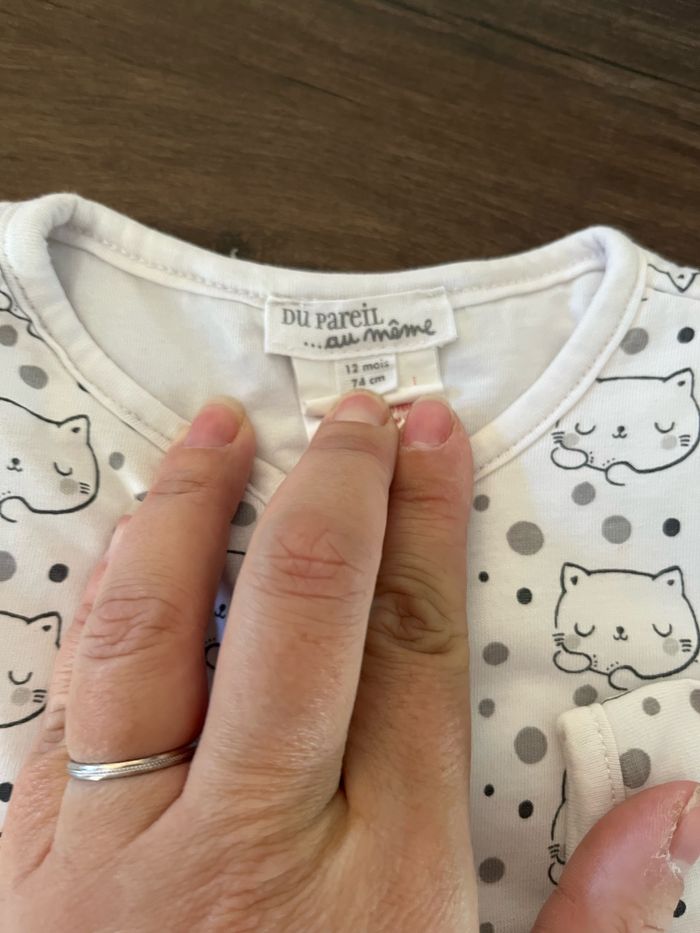 DU PAREIL
...au même
12 mois
74 cm